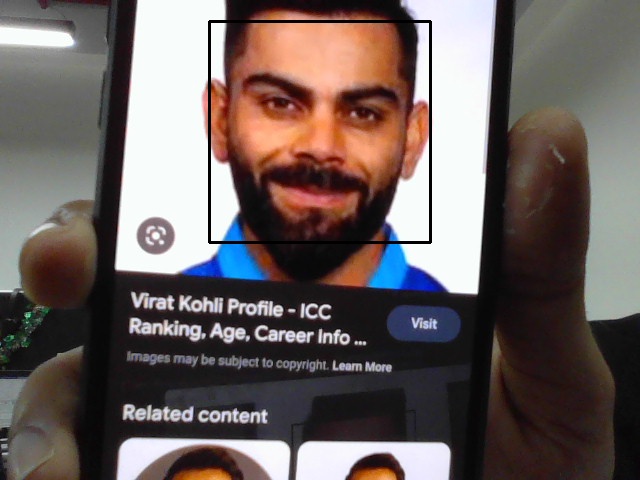 Virat Kohli Profile - ICC
Ranking, Age, Career Info ...
Visit
Images may be subject to copyright. Learn More
Related content